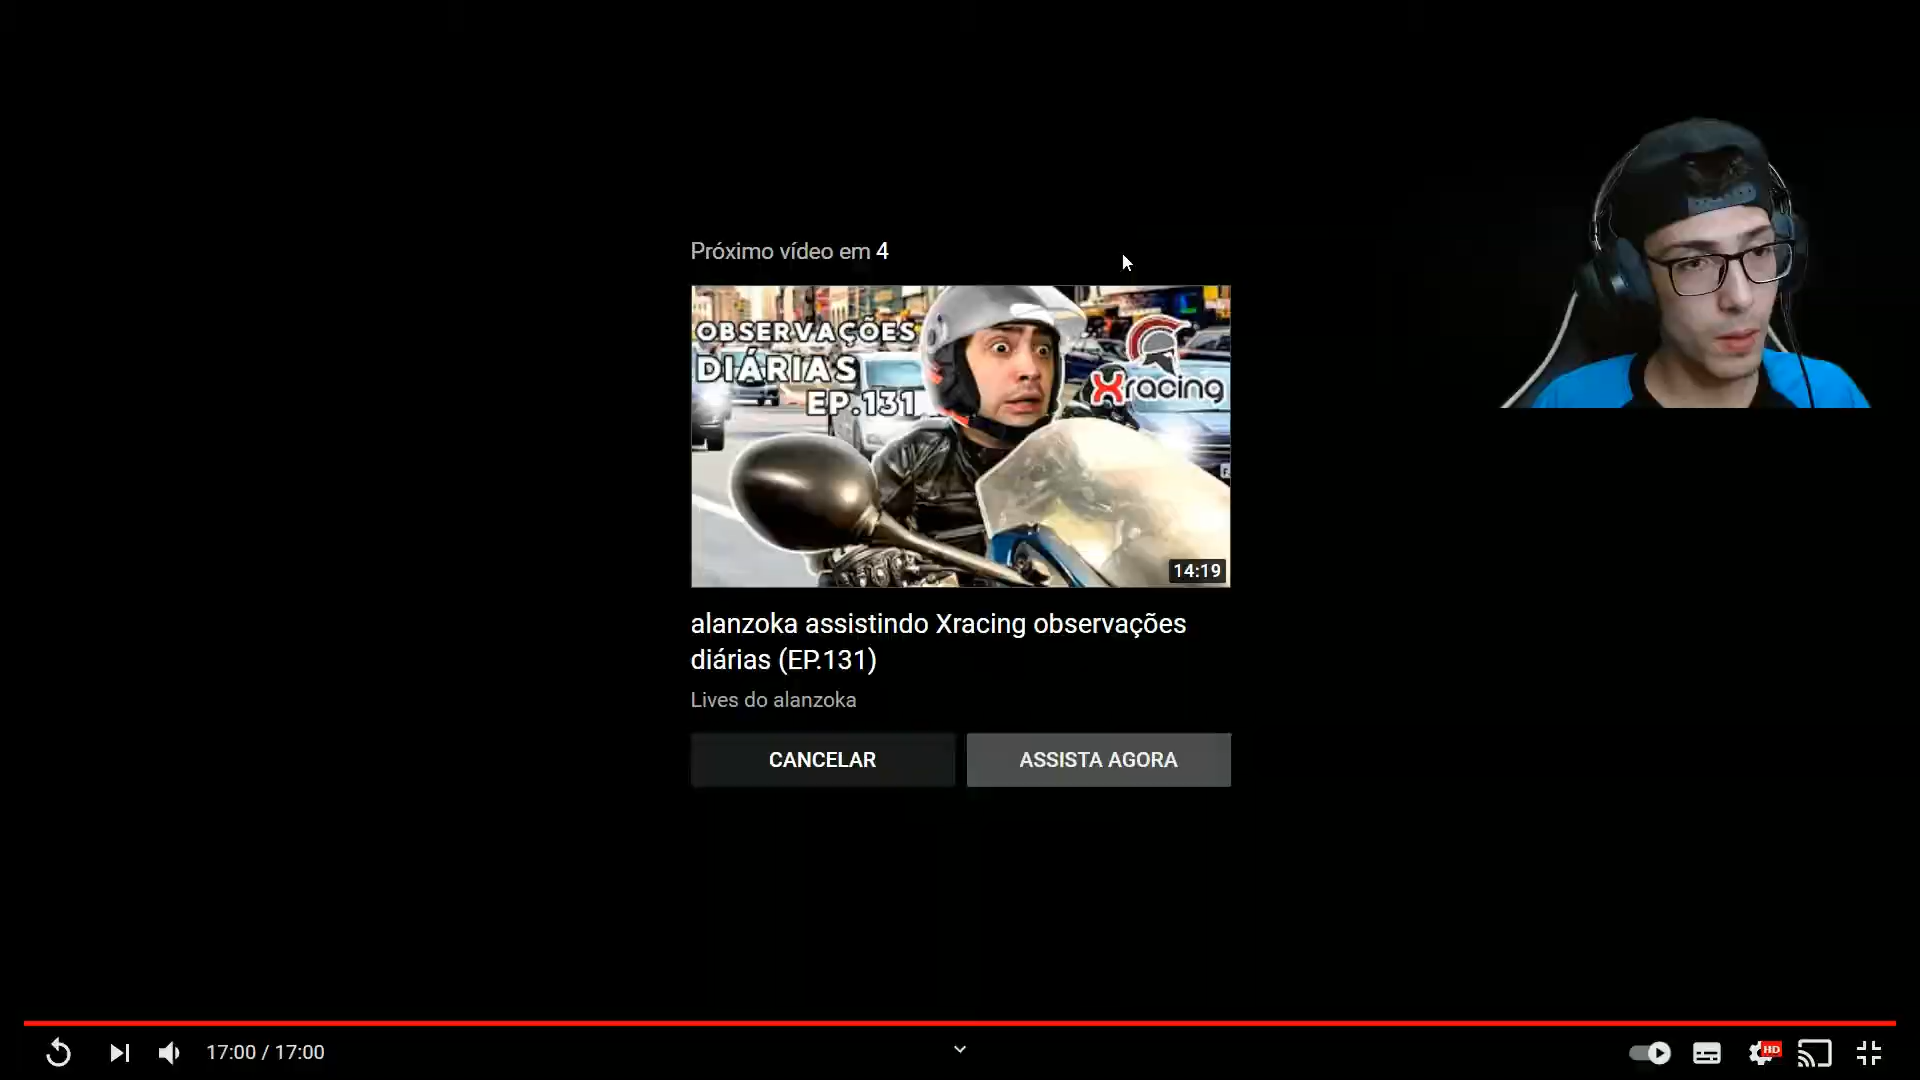 Próximo vídeo em 4
OBSERVAÇÕES
DIÁRIAS
EP.131
Xracing
14:19
alanzoka assistindo Xracing observações
diárias (EP.131)
Lives do alanzoka
CANCELAR
ASSISTA AGORA
17:00 / 17:00
HD